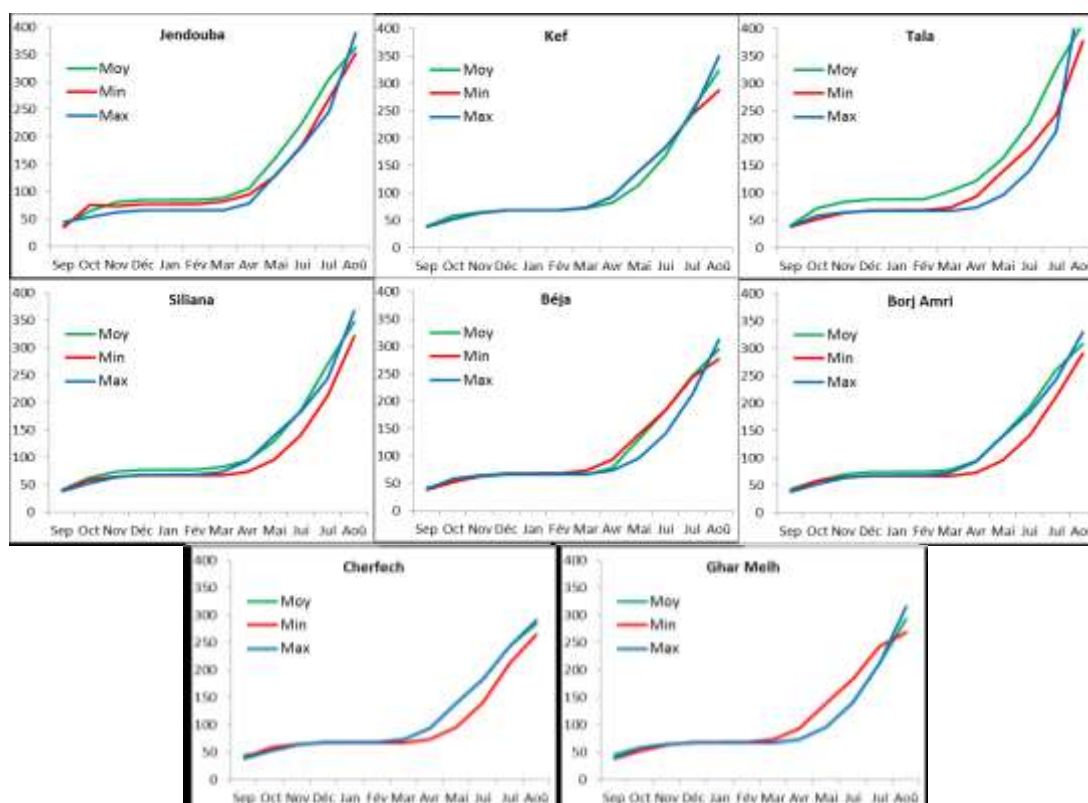 Jendouba
400
350
300
250
200
150
100
50
0
Moy
Min
Max
Sep Oct Nov Déc Jan Fév Mar Avr Mai Jui Jul Aoû
Kef
400
350
300
250
200
150
100
50
0
Moy
Min
Max
Sep Oct Nov Déc Jan Fév Mar Avr Mai Jui Jul Aoû
Tala
400
350
300
250
200
150
100
50
0
Moy
Min
Max
Sep Oct Nov Déc Jan Fév Mar Avr Mai Jui Jul Aoû
Siliana
400
350
300
250
200
150
100
50
0
Moy
Min
Max
Sep Oct Nov Déc Jan Fév Mar Avr Mai Jui Jul Aoû
Béja
400
350
300
250
200
150
100
50
0
Moy
Min
Max
Sep Oct Nov Déc Jan Fév Mar Avr Mai Jui Jul Aoû
Borj Amri
400
350
300
250
200
150
100
50
0
Moy
Min
Max
Sep Oct Nov Déc Jan Fév Mar Avr Mai Jui Jul Aoû
Cherfech
400
350
300
250
200
150
100
50
0
Moy
Min
Max
Sep Oct Nov Déc Jan Fév Mar Avr Mai Jui Jul Aoû
Ghar Melh
400
350
300
250
200
150
100
50
0
Moy
Min
Max
Sep Oct Nov Déc Jan Fév Mar Avr Mai Jui Jul Aoû